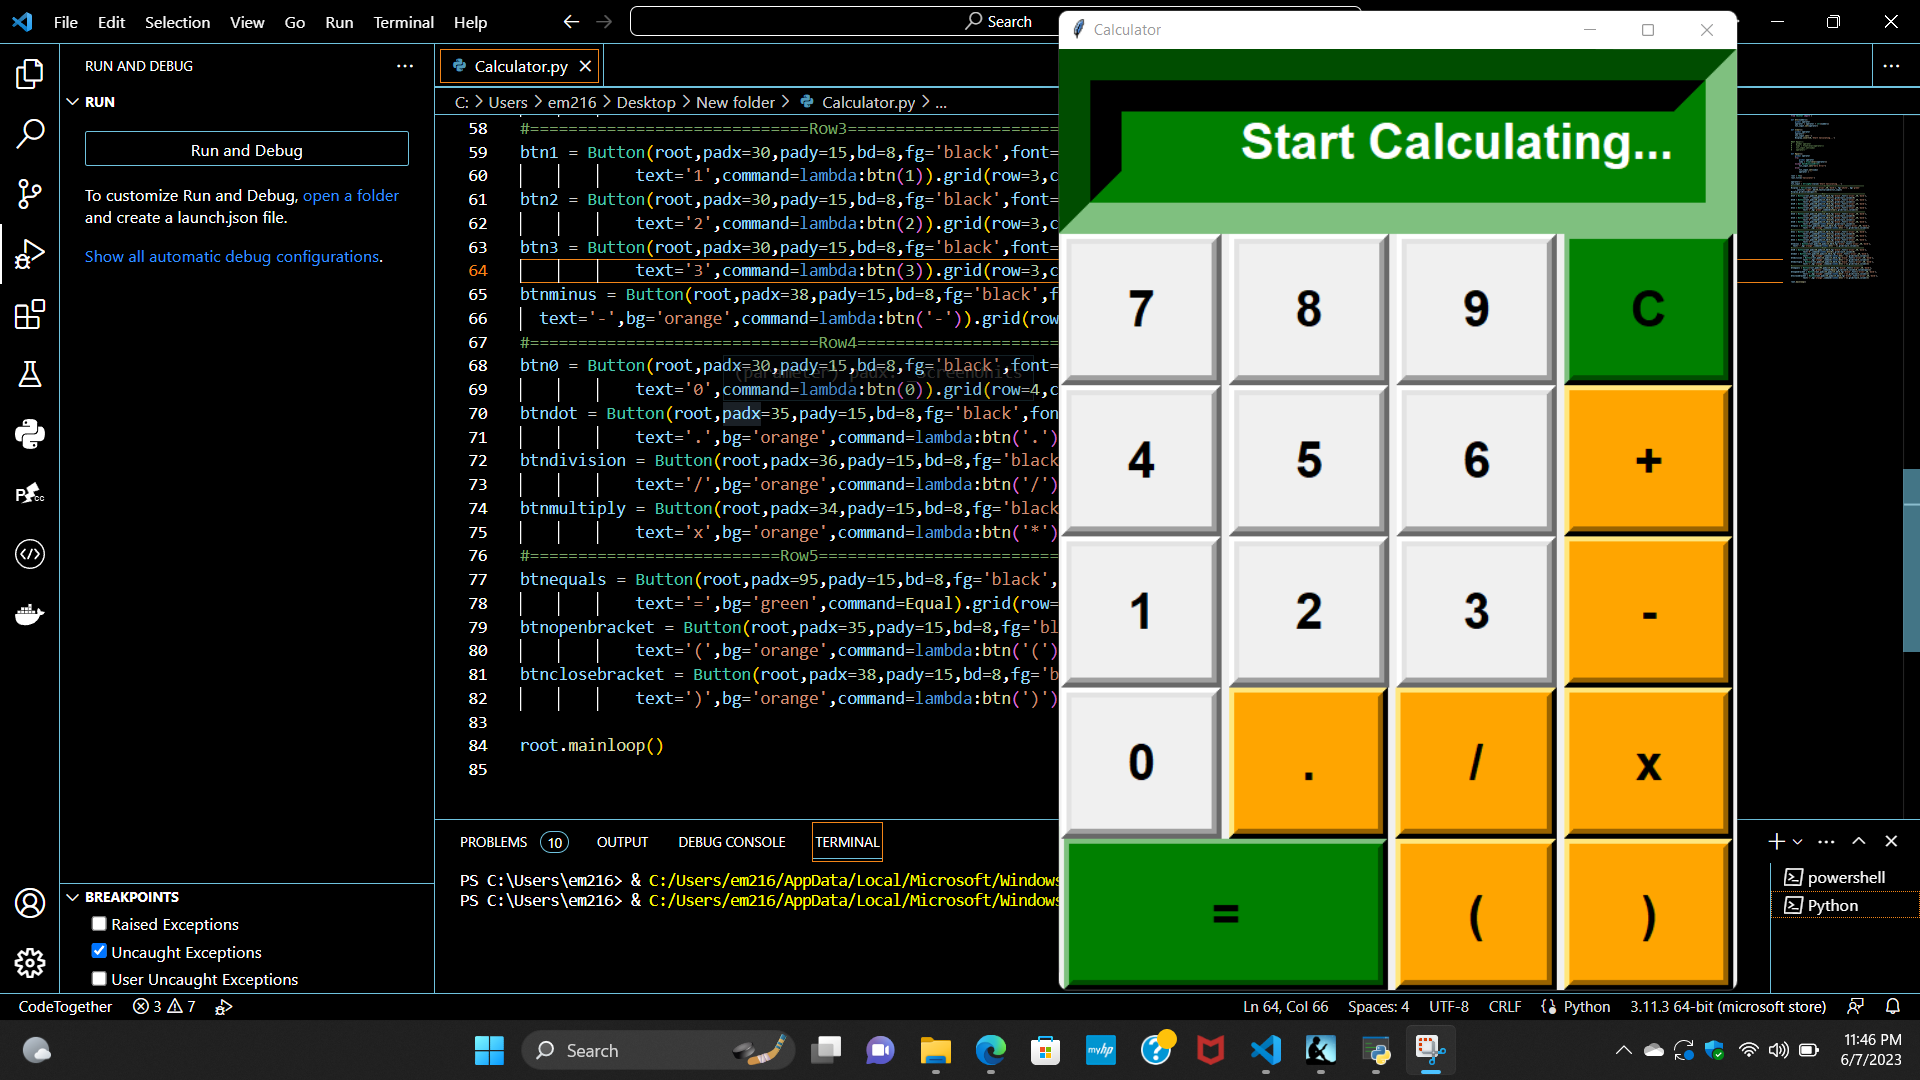 File Edit Selection View Go Run Terminal Help
Search
RUN AND DEBUG
RUN
Run and Debug
To customize Run and Debug, open a folder
and create a launch.json file.
Show all automatic debug configurations.
Calculator.py
C: > Users > em216 > Desktop > New folder > Calculator.py > ...
58 #=============================Row3======================
59 btn1 = Button(root,padx=30,pady=15,bd=8,fg='black',font=
60 text='1',command=lambda:btn(1)).grid(row=3,c
61 btn2 = Button(root,padx=30,pady=15,bd=8,fg='black',font=
62 text='2',command=lambda:btn(2)).grid(row=3,c
63 btn3 = Button(root,padx=30,pady=15,bd=8,fg='black',font=
64 text='3',command=lambda:btn(3)).grid(row=3,c
65 btnminus = Button(root,padx=38,pady=15,bd=8,fg='black',f
66 text='-',bg='orange',command=lambda:btn('-')).grid(row
67 #==============================Row4=====================
68 btn0 = Button(root,padx=30,pady=15,bd=8,fg='black',font=
69 text='0',command=lambda:btn(0)).grid(row=4,c
70 btndot = Button(root,padx=35,pady=15,bd=8,fg='black',fon
71 text='.',bg='orange',command=lambda:btn('.')
72 btndivision = Button(root,padx=36,pady=15,bd=8,fg='black
73 text='/',bg='orange',command=lambda:btn('/')
74 btnmultiply = Button(root,padx=34,pady=15,bd=8,fg='black
75 text='x',bg='orange',command=lambda:btn('*')
76 #==========================Row5=========================
77 btnequals = Button(root,padx=95,pady=15,bd=8,fg='black',
78 text='=',bg='green',command=Equal).grid(row=
79 btnopenbracket = Button(root,padx=35,pady=15,bd=8,fg='bl
80 text='(',bg='orange',command=lambda:btn('(')
81 btnclosebracket = Button(root,padx=38,pady=15,bd=8,fg='b
82 text=')',bg='orange',command=lambda:btn(')')
83
84 root.mainloop()
85
PROBLEMS 10 OUTPUT DEBUG CONSOLE TERMINAL
PS C:\Users\em216> & C:/Users/em216/AppData/Local/Microsoft/Windows
PS C:\Users\em216> & C:/Users/em216/AppData/Local/Microsoft/Windows
powershell
Python
BREAKPOINTS
Raised Exceptions
Uncaught Exceptions
User Uncaught Exceptions
Calculator
Start Calculating...
7 8 9 C
4 5 6 +
1 2 3 -
0 . / x
= ( )
CodeTogether 3 7 Ln 64, Col 66 Spaces: 4 UTF-8 CRLF Python 3.11.3 64-bit (microsoft store)
Search
myhp
11:46 PM
6/7/2023